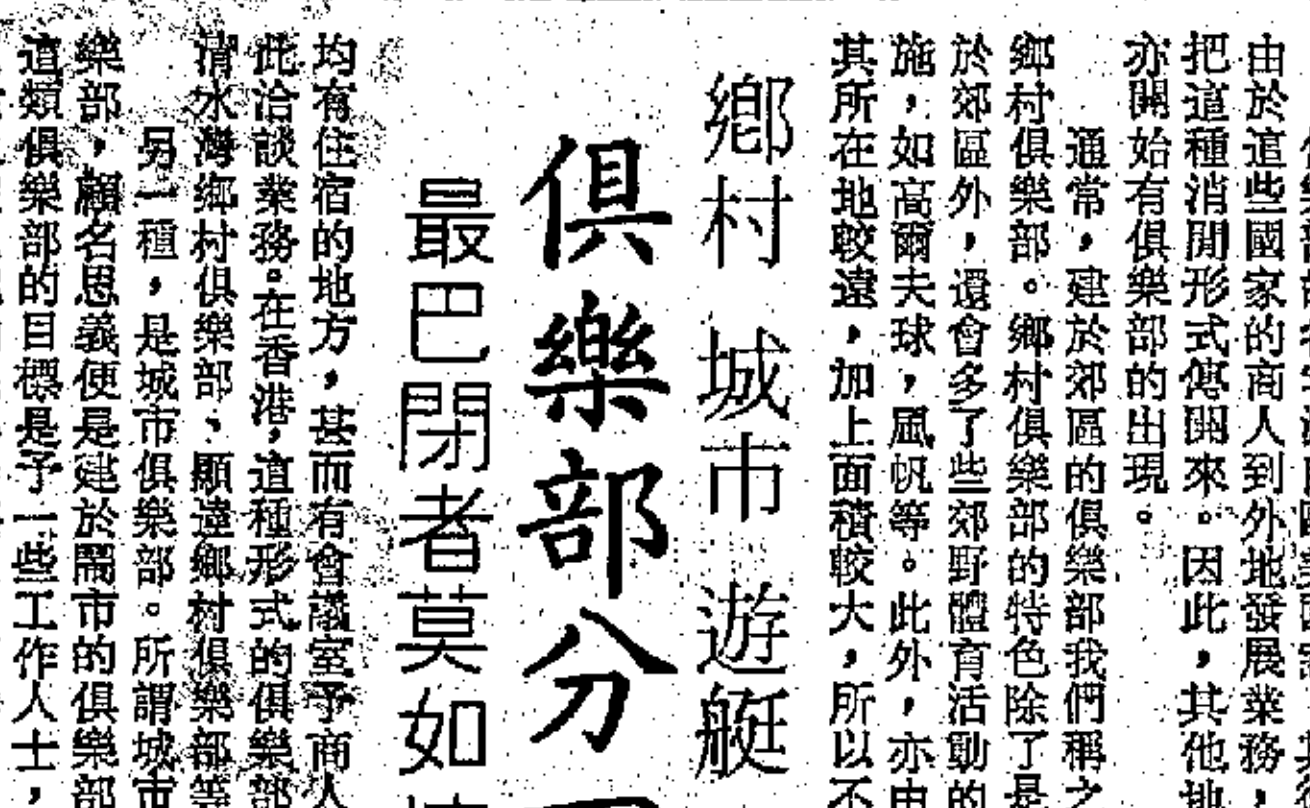 由於這些國家的商人到外地發展業務，
把這種消閒形式傳開來。因此，其他地
亦開始有俱樂部的出現。
通常，建於郊區的俱樂部我們稱之
鄉村俱樂部。鄉村俱樂部的特色除了是
於郊區外，還會多了些郊野體育活動的
施，如高爾夫球，風帆等。此外，亦由
其所在地較遠，加上面積較大，所以不
鄉村 城市 遊艇
俱樂部分
最巴閉者莫如
均有住宿的地方，甚而有會議室予商人
此洽談業務。在香港，這種形式的俱樂部
清水灣鄉村俱樂部、顯達鄉村俱樂部等
另一種，是城市俱樂部。所謂城市
樂部，顧名思義便是建於鬧市的俱樂部
這類俱樂部的目標是予一些工作人士，